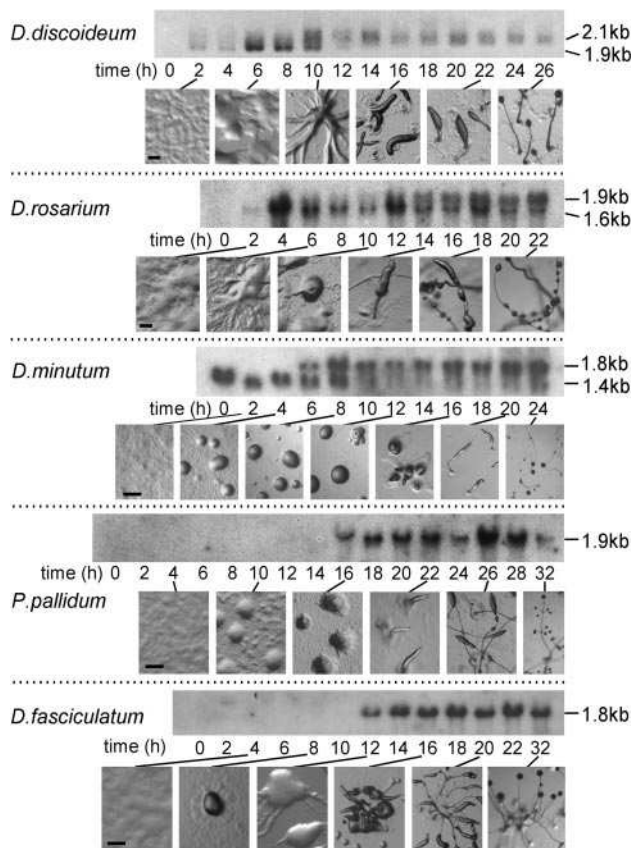 D.discoideum
2.1kb
1.9kb
time (h) 0 2 4 6 8 10 12 14 16 18 20 22 24 26
D.rosarium
1.9kb
1.6kb
time (h) 0 2 4 6 8 10 12 14 16 18 20 22
D.minutum
1.8kb
1.4kb
time (h) 0 2 4 6 8 10 12 14 16 18 20 24
1.9kb
time (h) 0 2 4 6 8 10 12 14 16 18 20 22 24 26 28 32
P.pallidum
D.fasciculatum
1.8kb
time (h) 0 2 4 6 8 10 12 14 16 18 20 22 32